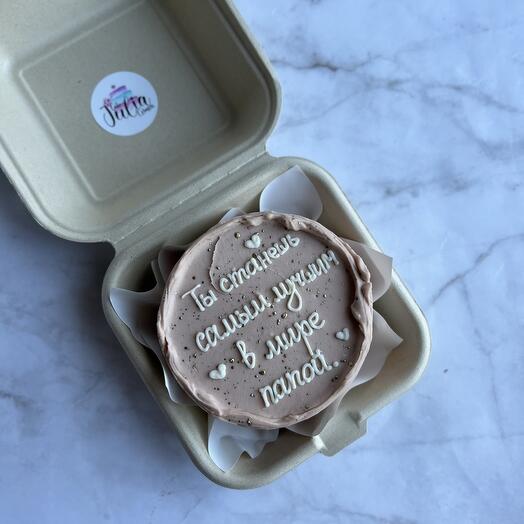 Ты станешь
самым лучшим
в мире
папой.